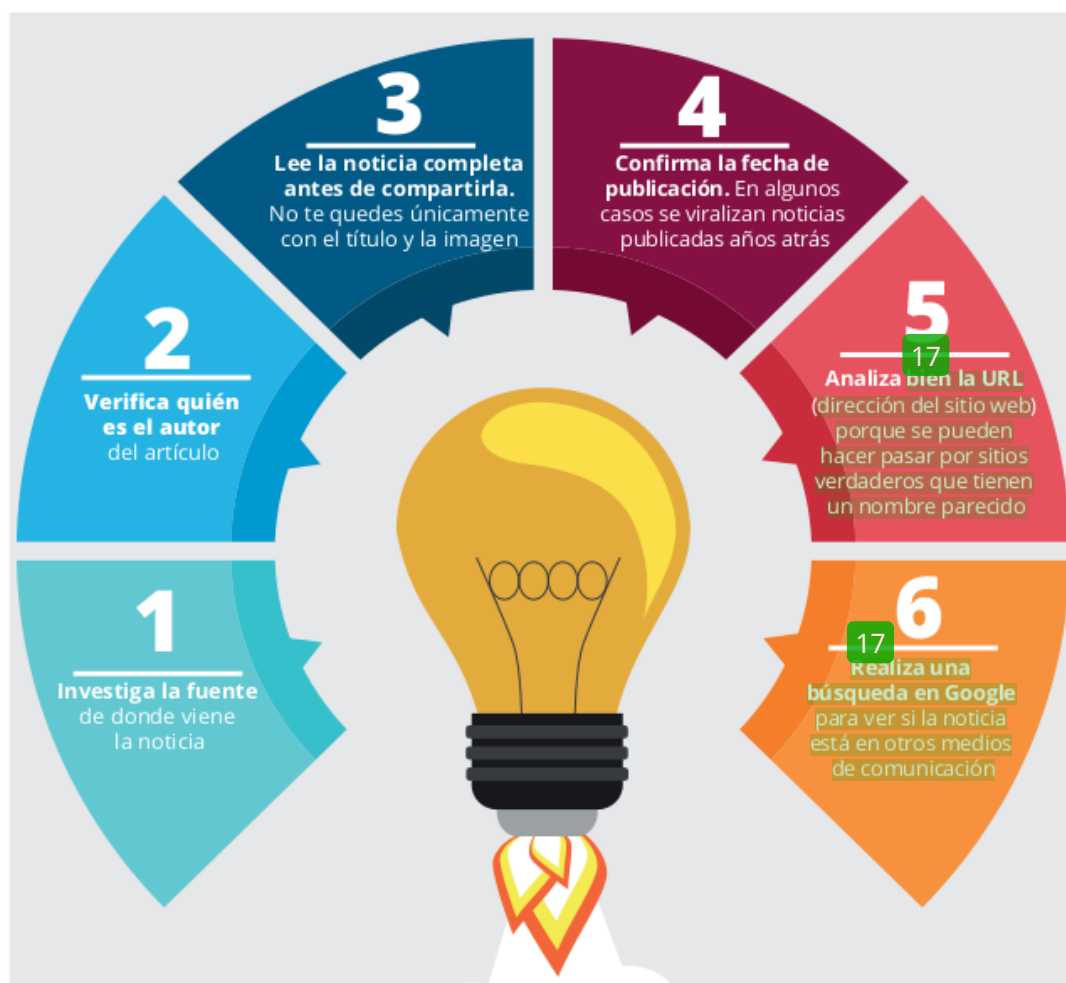 1
Investiga la fuente
de donde viene
la noticia
2
Verifica quién
es el autor
del artículo
3
Lee la noticia completa
antes de compartirla.
No te quedes únicamente
con el título y la imagen
4
Confirma la fecha de
publicación. En algunos
casos se viralizan noticias
publicadas años atrás
5
17
Analiza bien la URL
(dirección del sitio web)
porque se pueden
hacer pasar por sitios
verdaderos que tienen
un nombre parecido
6
17
Realiza una
búsqueda en Google
para ver si la noticia
está en otros medios
de comunicación